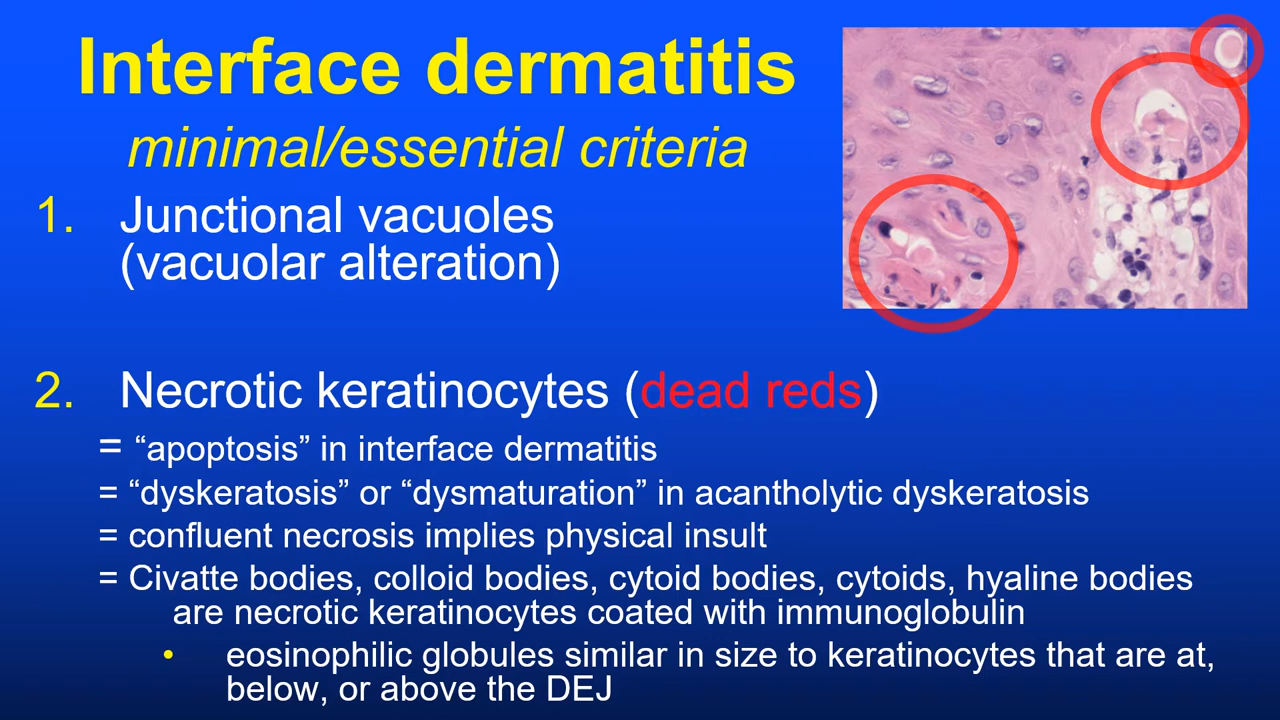 Interface dermatitis
minimal/essential criteria
1. Junctional vacuoles
(vacuolar alteration)
2. Necrotic keratinocytes (dead reds)
= “apoptosis” in interface dermatitis
= “dyskeratosis” or “dysmaturation” in acantholytic dyskeratosis
= confluent necrosis implies physical insult
= Civatte bodies, colloid bodies, cytoid bodies, cytoids, hyaline bodies
are necrotic keratinocytes coated with immunoglobulin
• eosinophilic globules similar in size to keratinocytes that are at,
below, or above the DEJ